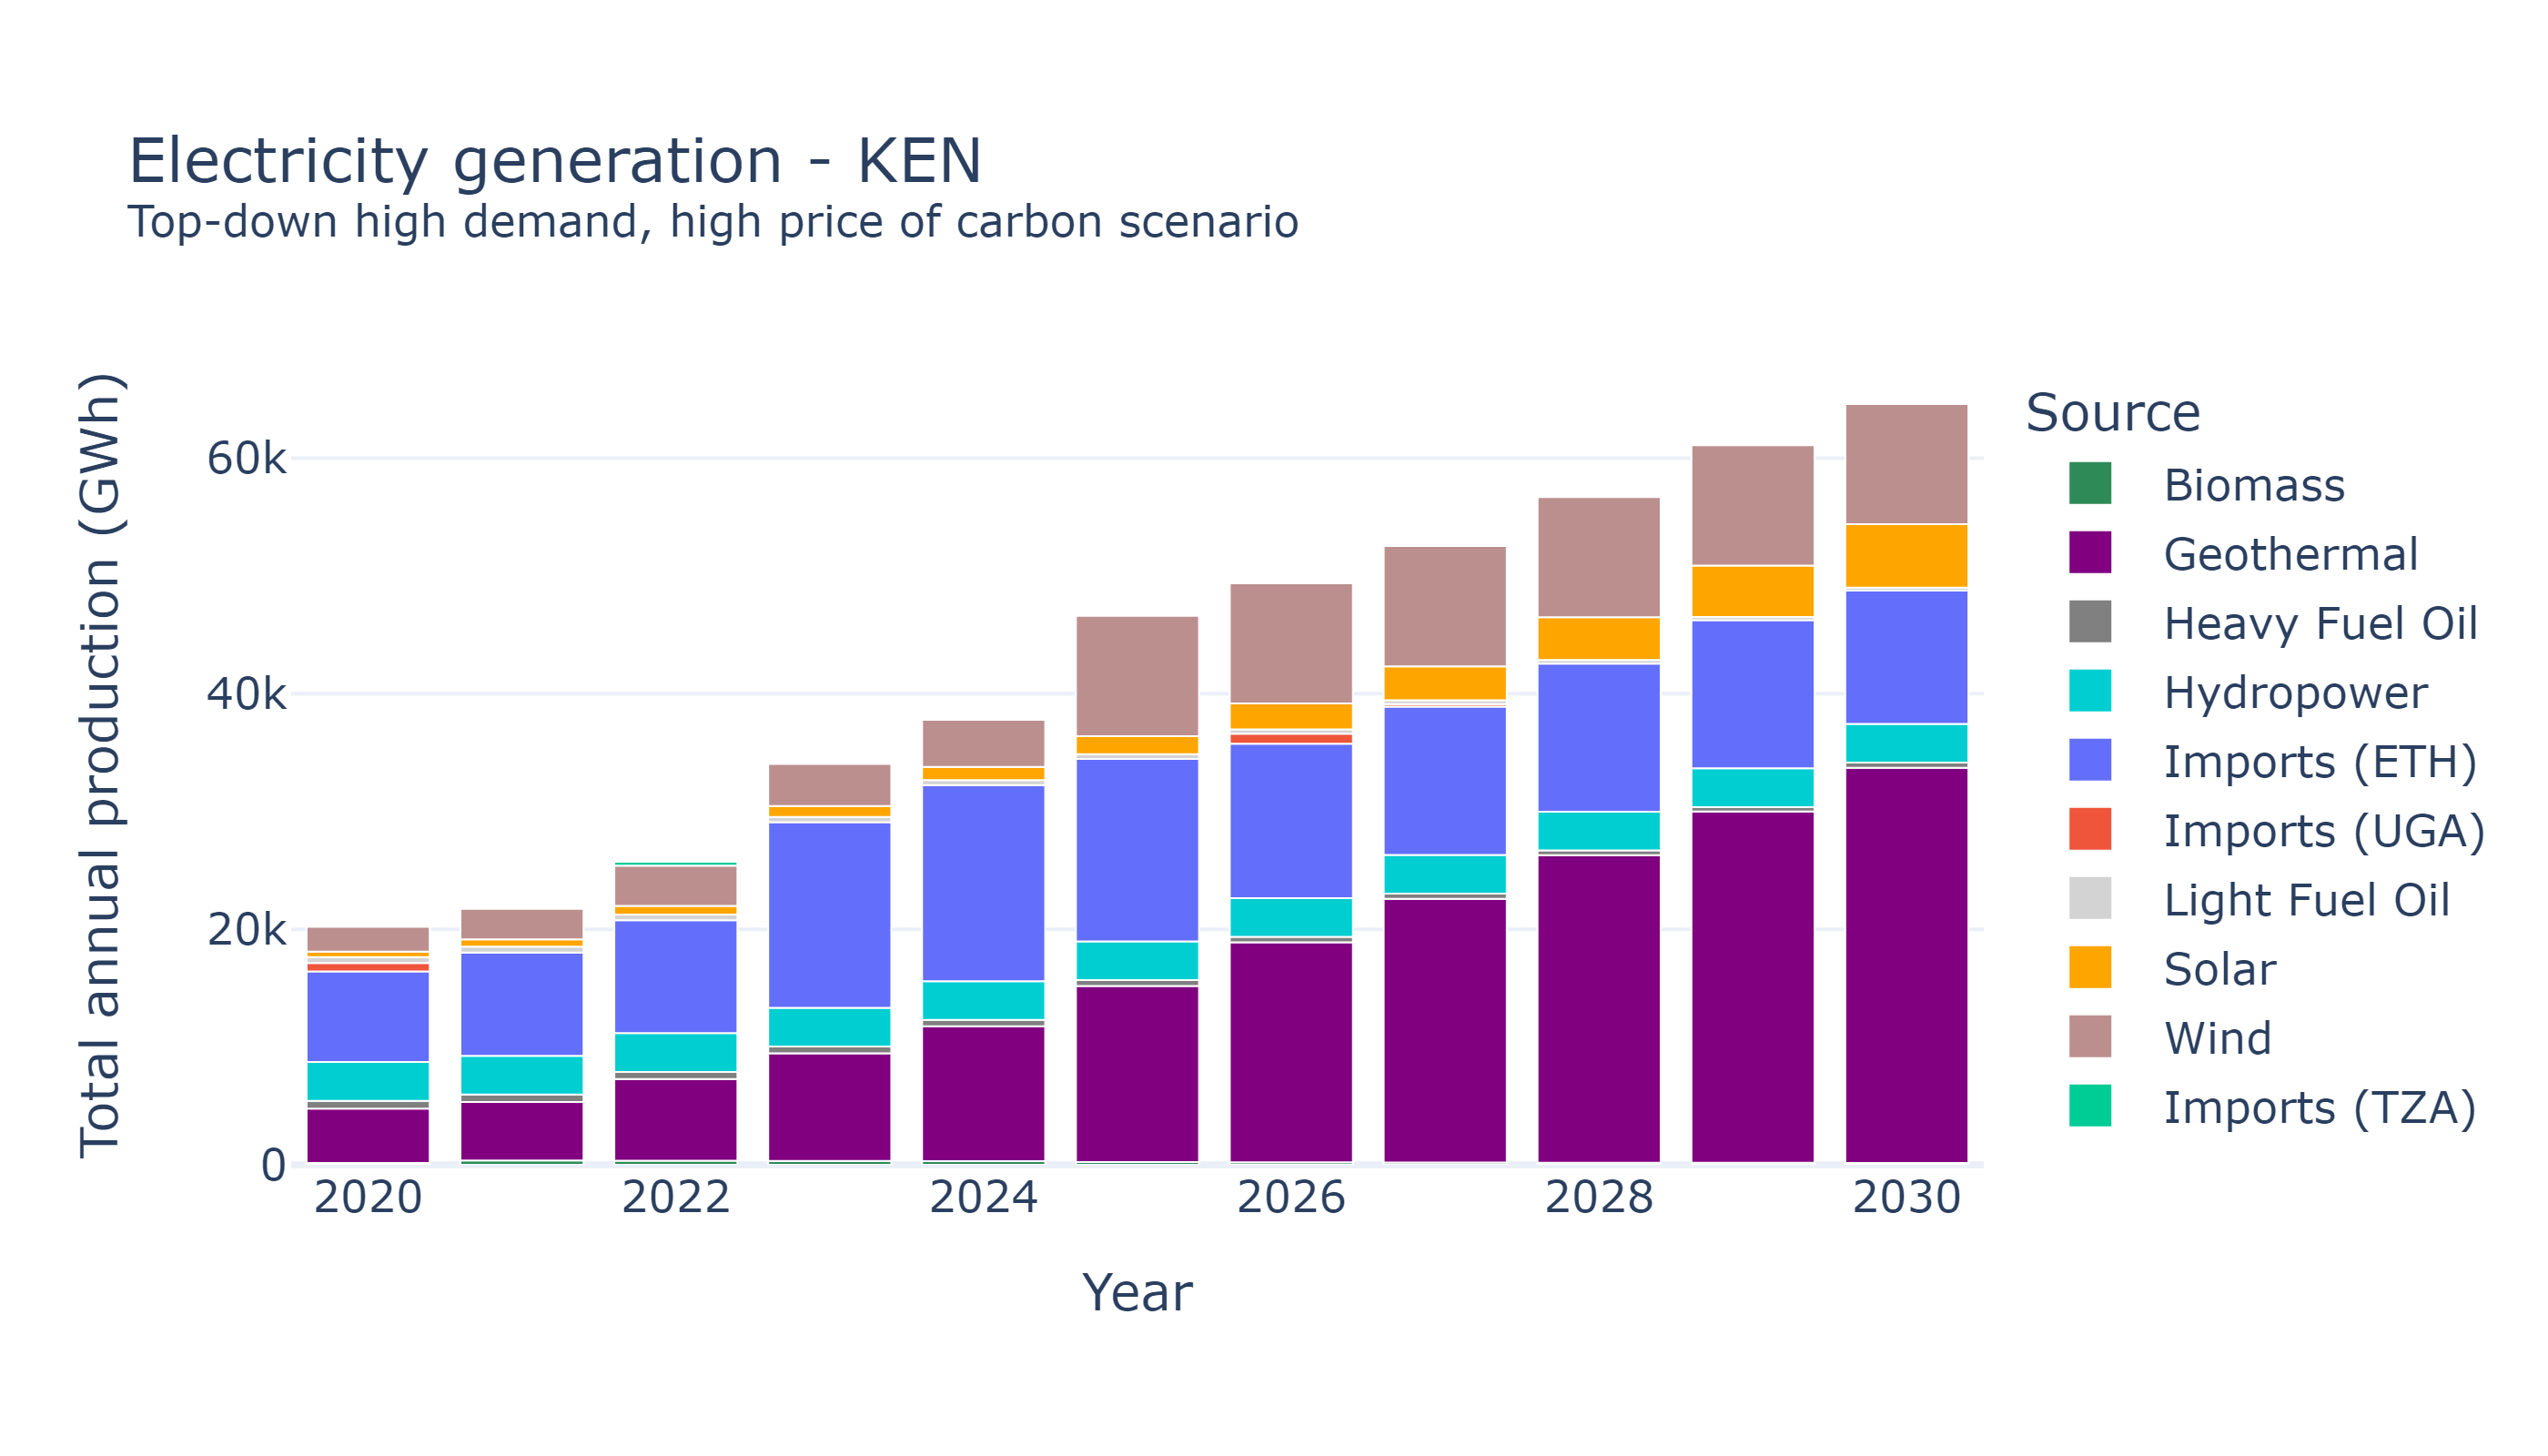 Electricity generation - KEN
Top-down high demand, high price of carbon scenario
Total annual production (GWh)
60k
40k
20k
0
2020
2022
2024
2026
2028
2030
Year
Source
Biomass
Geothermal
Heavy Fuel Oil
Hydropower
Imports (ETH)
Imports (UGA)
Light Fuel Oil
Solar
Wind
Imports (TZA)